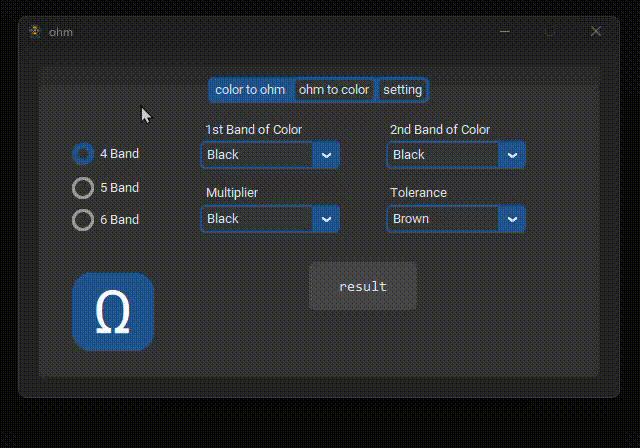 ohm
color to ohm ohm to color setting
1st Band of Color 2nd Band of Color
4 Band Black Black
5 Band Multiplier Tolerance
6 Band Black Brown
Ω result